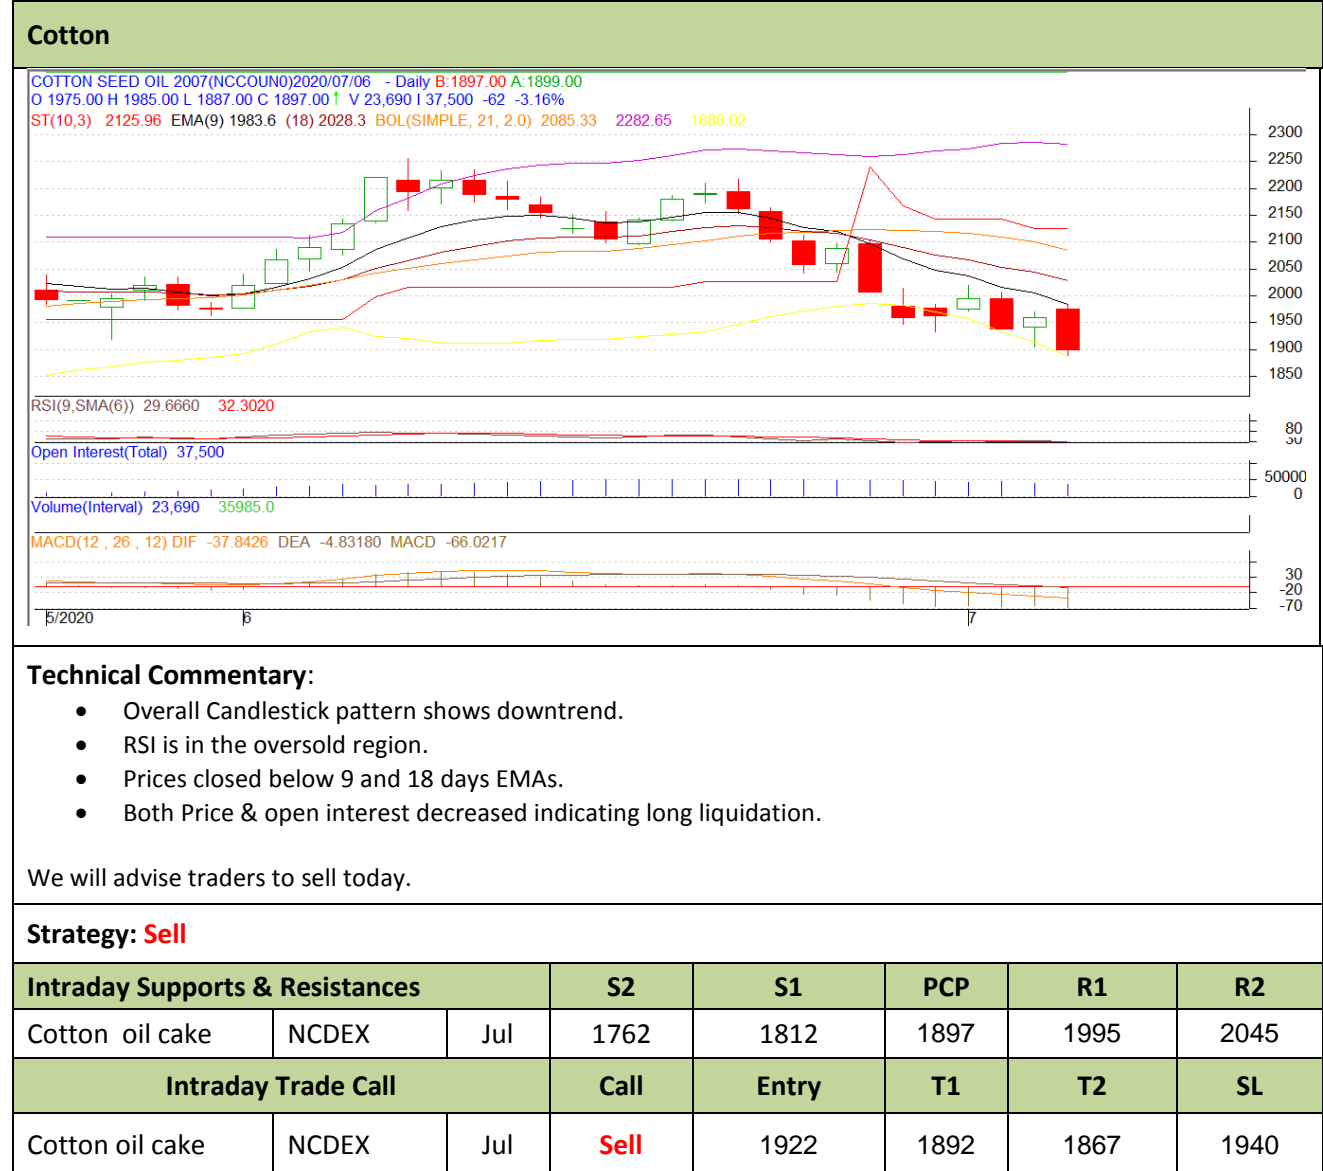 Cotton
COTTON SEED OIL 2007(NCCOUN0)2020/07/06 - Daily B:1897.00 A:1899.00
O 1975.00 H 1985.00 L 1887.00 C 1897.00↑ V 23,690 I 37,500 -62 -3.16%
ST(10,3) 2125.96 EMA(9) 1983.6 (18) 2028.3 BOL(SIMPLE, 21, 2.0) 2085.33 2282.65 1888.02
2300
2250
2200
2150
2100
2050
2000
1950
1900
1850
RSI(9,SMA(6)) 29.6660 32.3020
80
30
Open Interest(Total) 37,500
50000
0
Volume(Interval) 23,690 35985.0
MACD(12 , 26 , 12) DIF -37.8426 DEA -4.83180 MACD -66.0217
30
-20
-70
5/2020 6 7
Technical Commentary:
• Overall Candlestick pattern shows downtrend.
• RSI is in the oversold region.
• Prices closed below 9 and 18 days EMAs.
• Both Price & open interest decreased indicating long liquidation.
We will advise traders to sell today.
Strategy: Sell
Intraday Supports & Resistances S2 S1 PCP R1 R2
Cotton oil cake NCDEX Jul 1762 1812 1897 1995 2045
Intraday Trade Call Call Entry T1 T2 SL
Cotton oil cake NCDEX Jul Sell 1922 1892 1867 1940